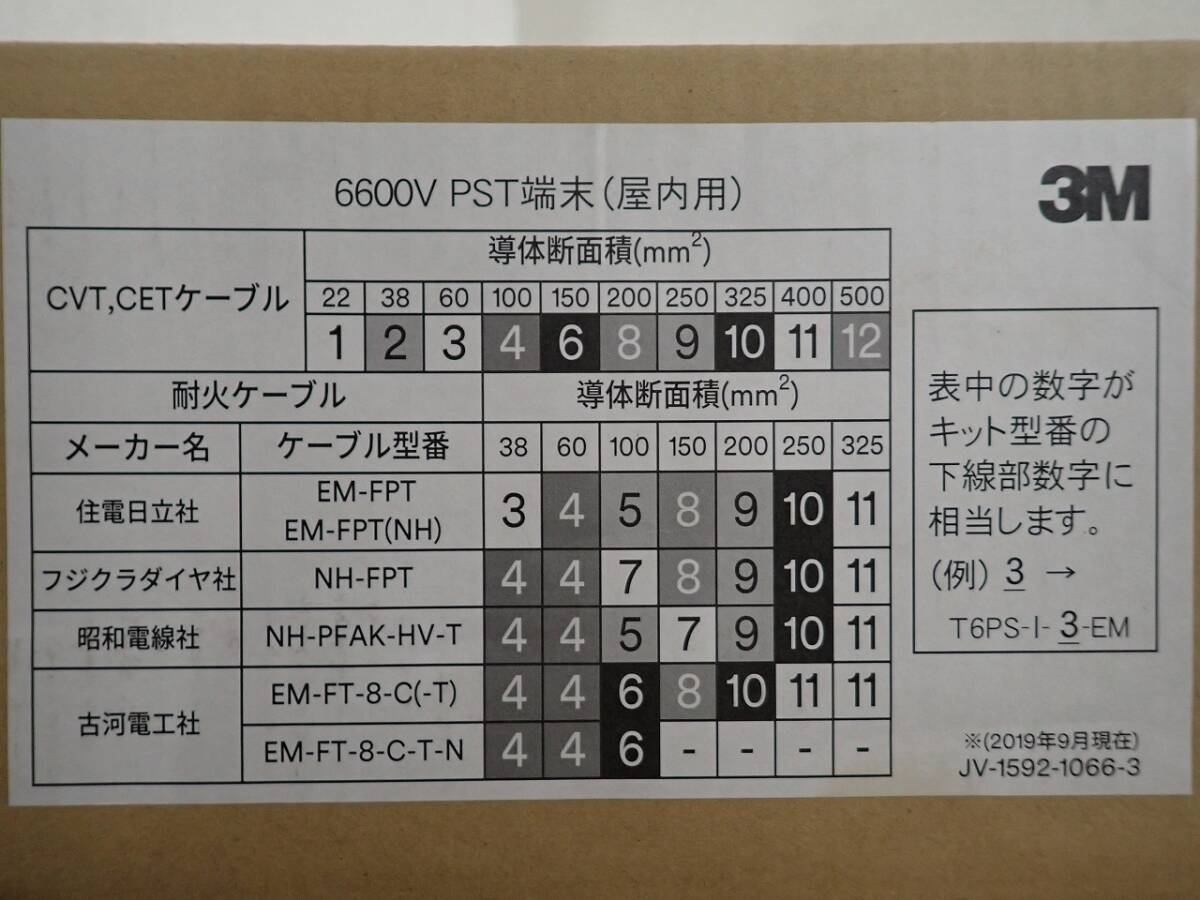 6600V PST端末(屋内用)
3M
導体断面積(mm²)
CVT,CETケーブル 22 38 60 100 150 200 250 325 400 500
1 2 3 4 6 8 9 10 11 12
耐火ケーブル 導体断面積(mm²)
メーカー名 ケーブル型番 38 60 100 150 200 250 325
住電日立社 EM-FPT
EM-FPT(NH) 3 4 5 8 9 10 11
フジクラダイヤ社 NH-FPT 4 4 7 8 9 10 11
昭和電線社 NH-PFAK-HV-T 4 4 5 7 9 10 11
古河電工社 EM-FT-8-C(-T) 4 4 6 8 10 11 11
EM-FT-8-C-T-N 4 4 6 - - - -
表中の数字が
キット型番の
下線部数字に
相当します。
(例) 3 →
T6PS-I-3-EM
※(2019年9月現在)
JV-1592-1066-3